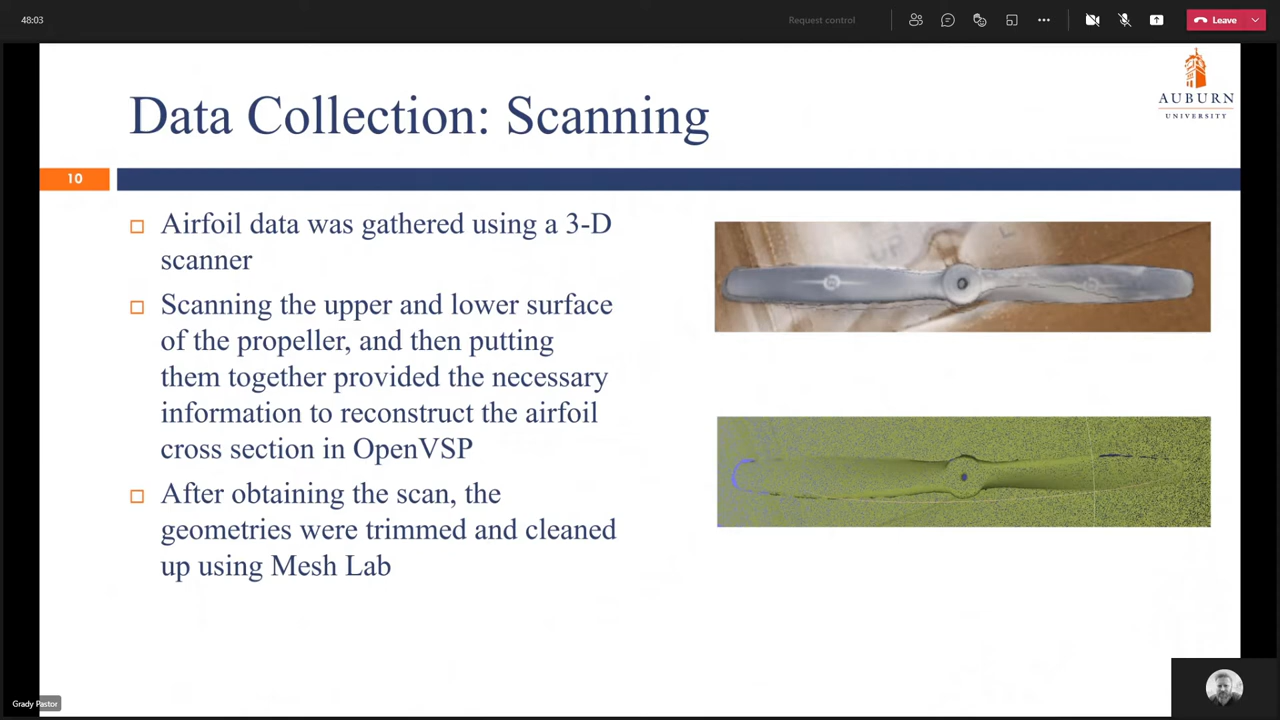 48:03
Request control
Leave
AUBURN
UNIVERSITY
Data Collection: Scanning
10
Airfoil data was gathered using a 3-D
scanner
Scanning the upper and lower surface
of the propeller, and then putting
them together provided the necessary
information to reconstruct the airfoil
cross section in OpenVSP
After obtaining the scan, the
geometries were trimmed and cleaned
up using Mesh Lab
Grady Pastor